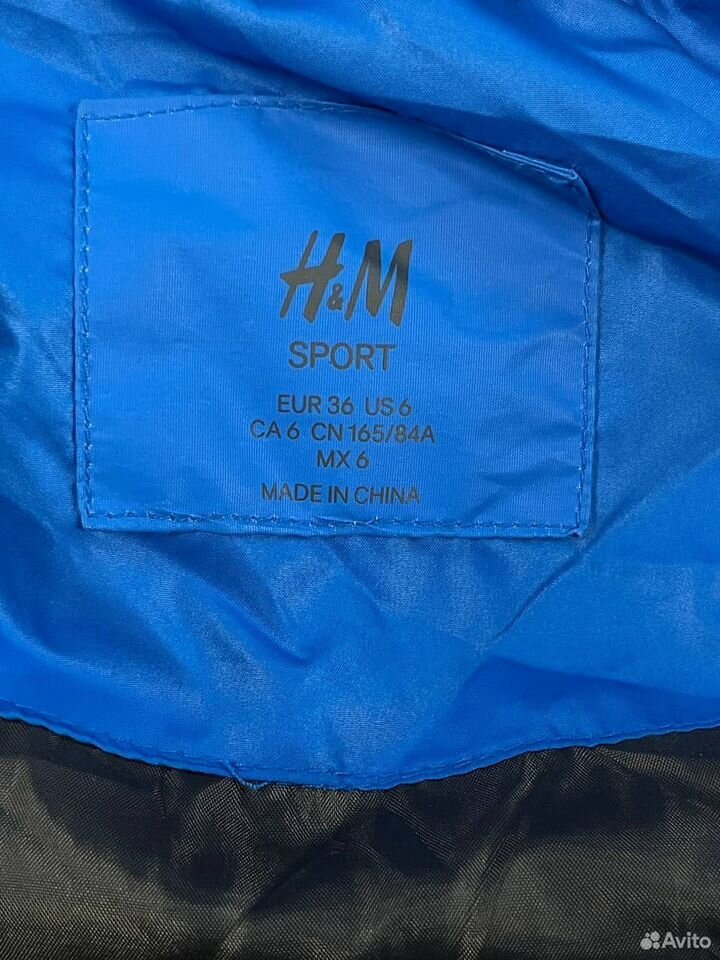 H&M
SPORT
EUR 36 US 6
CA 6 CN 165/84A
MX 6
MADE IN CHINA
Avito